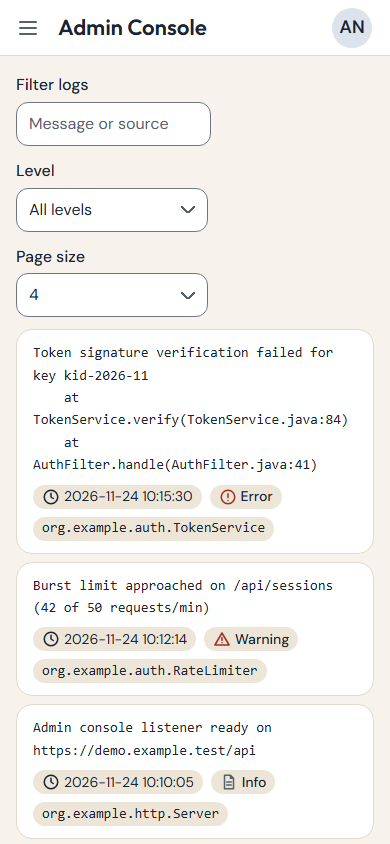 Admin Console
AN
Filter logs
Message or source
Level
All levels
Page size
4
Token signature verification failed for
key kid-2026-11
    at
TokenService.verify(TokenService.java:84)
    at
AuthFilter.handle(AuthFilter.java:41)
2026-11-24 10:15:30 Error
org.example.auth.TokenService
Burst limit approached on /api/sessions
(42 of 50 requests/min)
2026-11-24 10:12:14 Warning
org.example.auth.RateLimiter
Admin console listener ready on
https://demo.example.test/api
2026-11-24 10:10:05 Info
org.example.http.Server